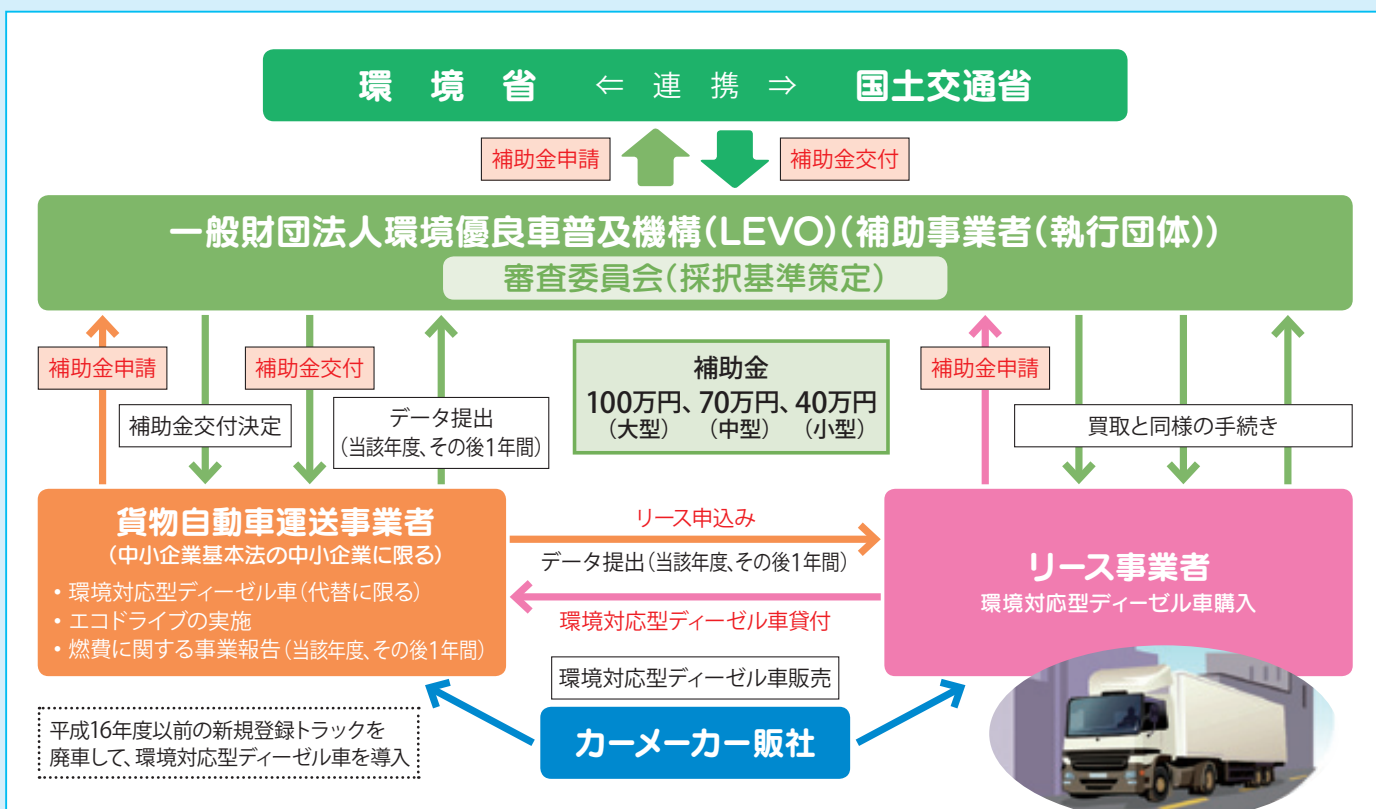 環 境 省 ⇐ 連 携 ⇒ 国土交通省
補助金申請
補助金交付
一般財団法人環境優良車普及機構(LEVO)(補助事業者(執行団体))
審査委員会(採択基準策定)
補助金申請
補助金交付決定
補助金交付
データ提出
(当該年度、その後1年間)
補助金
100万円、70万円、40万円
(大型) (中型) (小型)
補助金申請
買取と同様の手続き
貨物自動車運送事業者
(中小企業基本法の中小企業に限る)
・環境対応型ディーゼル車(代替に限る)
・エコドライブの実施
・燃費に関する事業報告(当該年度、その後1年間)
リース申込み
データ提出(当該年度、その後1年間)
環境対応型ディーゼル車貸付
リース事業者
環境対応型ディーゼル車購入
環境対応型ディーゼル車販売
カーメーカー販社
平成16年度以前の新規登録トラックを
廃車して、環境対応型ディーゼル車を導入